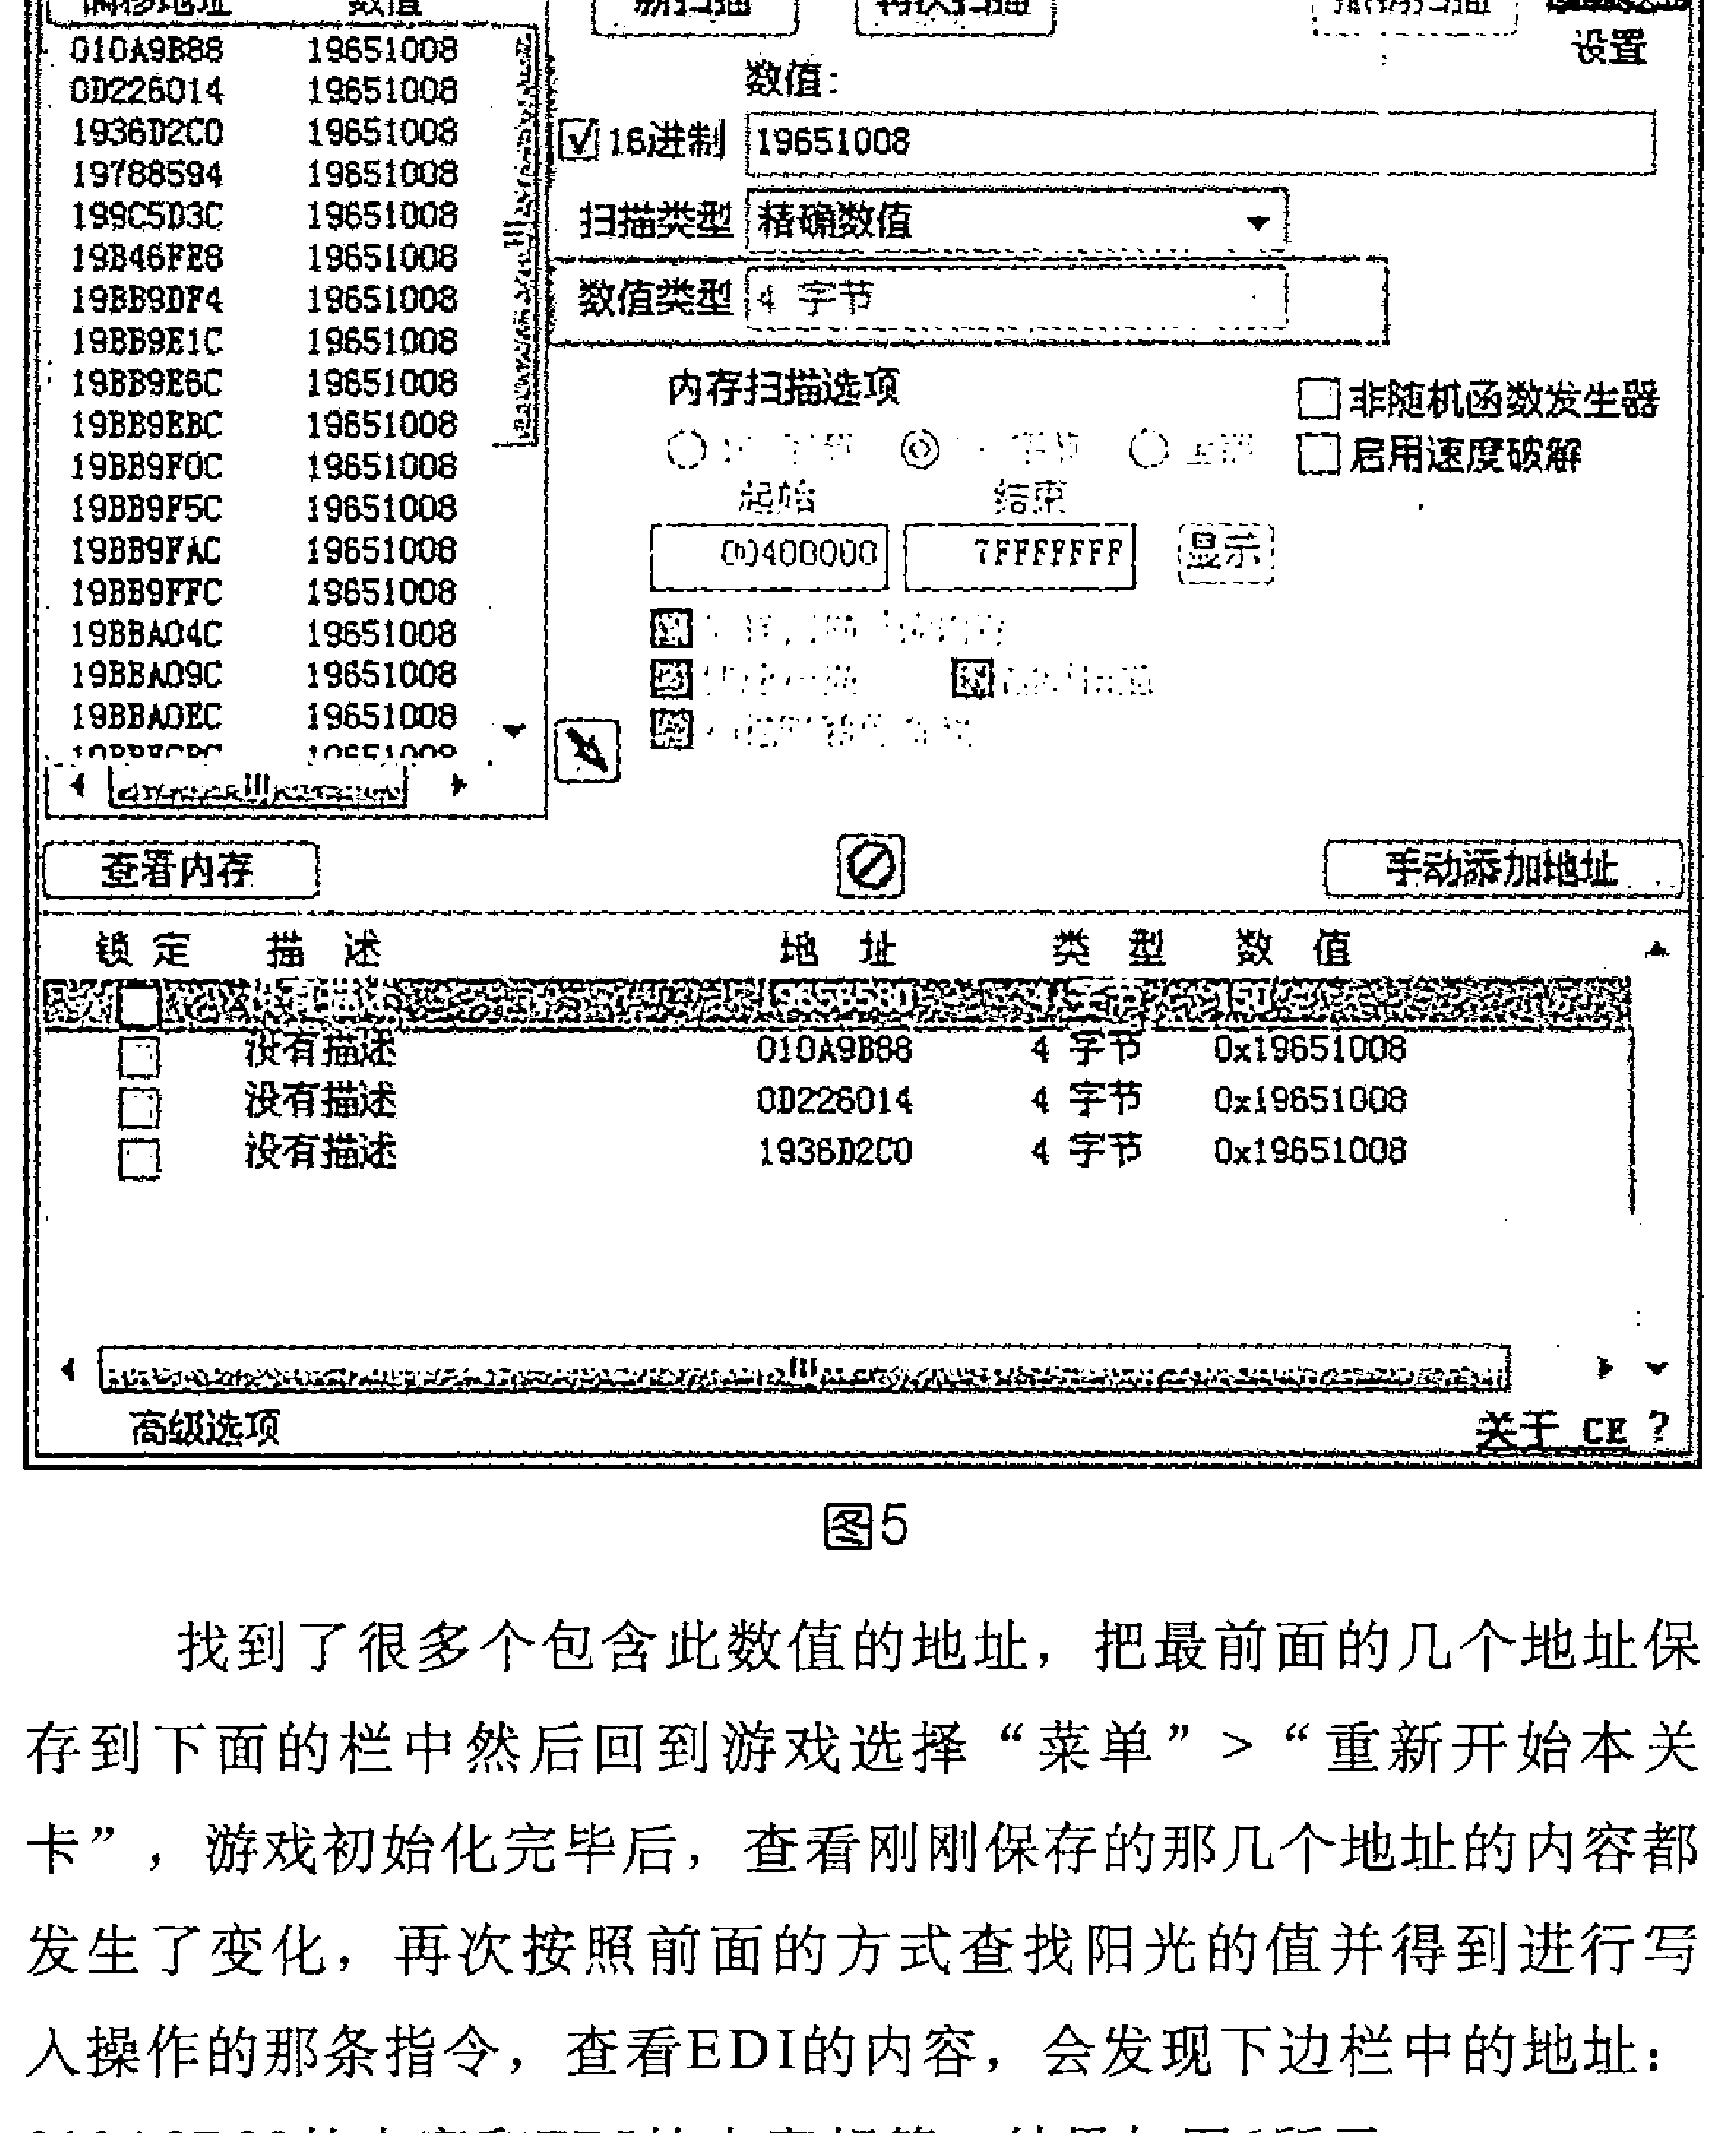 偏移地址 数值
新扫描 再次扫描
设置
010A9B88 19651008
0D226014 19651008
1936D2C0 19651008
19788594 19651008
199C5D3C 19651008
19B46FE8 19651008
19BB9DF4 19651008
19BB9E1C 19651008
19BB9E6C 19651008
19BB9EBC 19651008
19BB9F0C 19651008
19BB9F5C 19651008
19BB9FAC 19651008
19BB9FFC 19651008
19BBA04C 19651008
19BBA09C 19651008
19BBA0EC 19651008
数值:
16进制 19651008
扫描类型 精确数值
数值类型 4 字节
内存扫描选项
非随机函数发生器
启用速度破解
起始 结束
00400000 7FFFFFFF 显示
查看内存 手动添加地址
锁定 描述 地址 类型 数值
没有描述 4 字节
没有描述 010A9B88 4 字节 0x19651008
没有描述 0D226014 4 字节 0x19651008
没有描述 1936D2C0 4 字节 0x19651008
高级选项 关于 CE ?
图5
找到了很多个包含此数值的地址，把最前面的几个地址保
存到下面的栏中然后回到游戏选择“菜单”>“重新开始本关
卡”，游戏初始化完毕后，查看刚刚保存的那几个地址的内容都
发生了变化，再次按照前面的方式查找阳光的值并得到进行写
入操作的那条指令，查看EDI的内容，会发现下边栏中的地址：